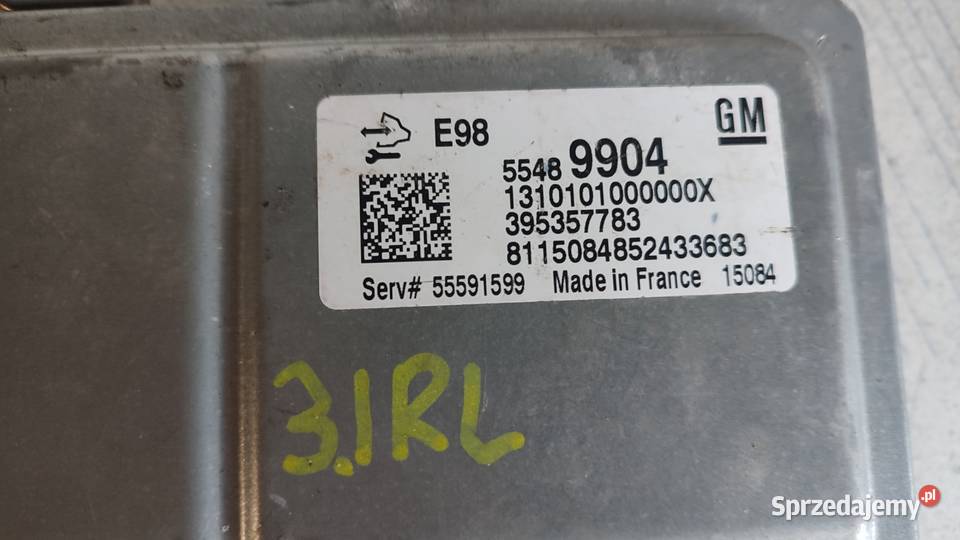 E98
GM
5548 9904
1310101000000X
395357783
8115084852433683
Serv# 55591599 Made in France 15084
3.1RL
Sprzedajemy.pl